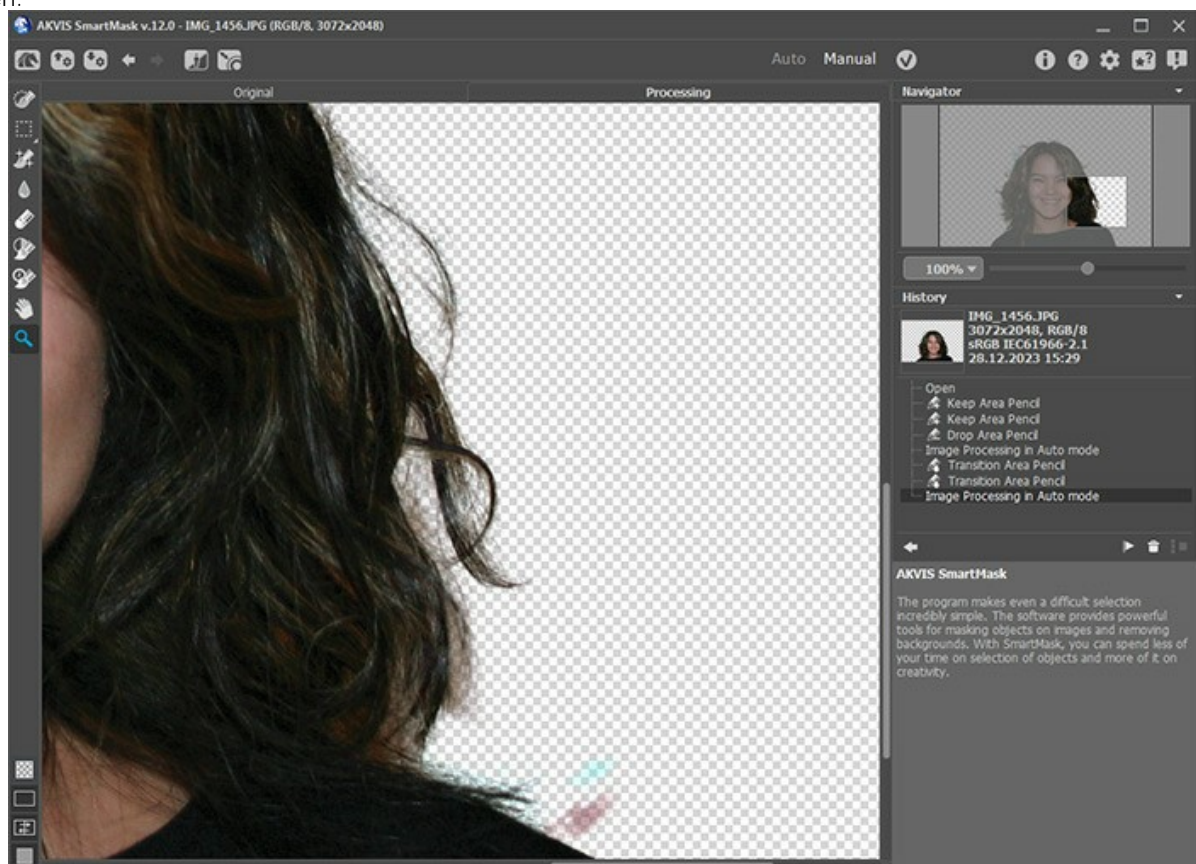 AKVIS SmartMask v.12.0 - IMG_1456.JPG (RGB/8, 3072x2048)
Auto Manual
Original Processing
Navigator
100%
History
IMG_1456.JPG
3072x2048, RGB/8
sRGB IEC61966-2.1
28.12.2023 15:29
Open
Keep Area Pencil
Keep Area Pencil
Drop Area Pencil
Image Processing in Auto mode
Transition Area Pencil
Transition Area Pencil
Image Processing in Auto mode
AKVIS SmartMask
The program makes even a difficult selection
incredibly simple. The software provides powerful
tools for masking objects on images and removing
backgrounds. With SmartMask, you can spend less of
your time on selection of objects and more of it on
creativity.